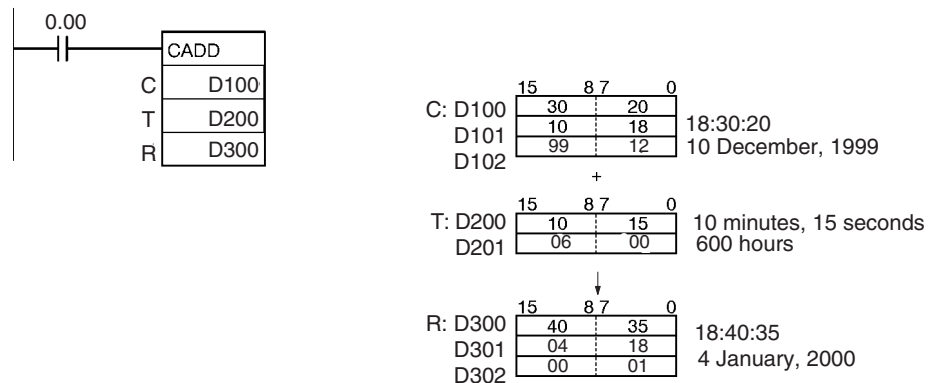 0.00
CADD
C D100
T D200
R D300
15 8 7 0
C: D100 30 20
D101 10 18
D102 99 12
18:30:20
10 December, 1999
+
15 8 7 0
T: D200 10 15
D201 06 00
10 minutes, 15 seconds
600 hours
15 8 7 0
R: D300 40 35
D301 04 18
D302 00 01
18:40:35
4 January, 2000